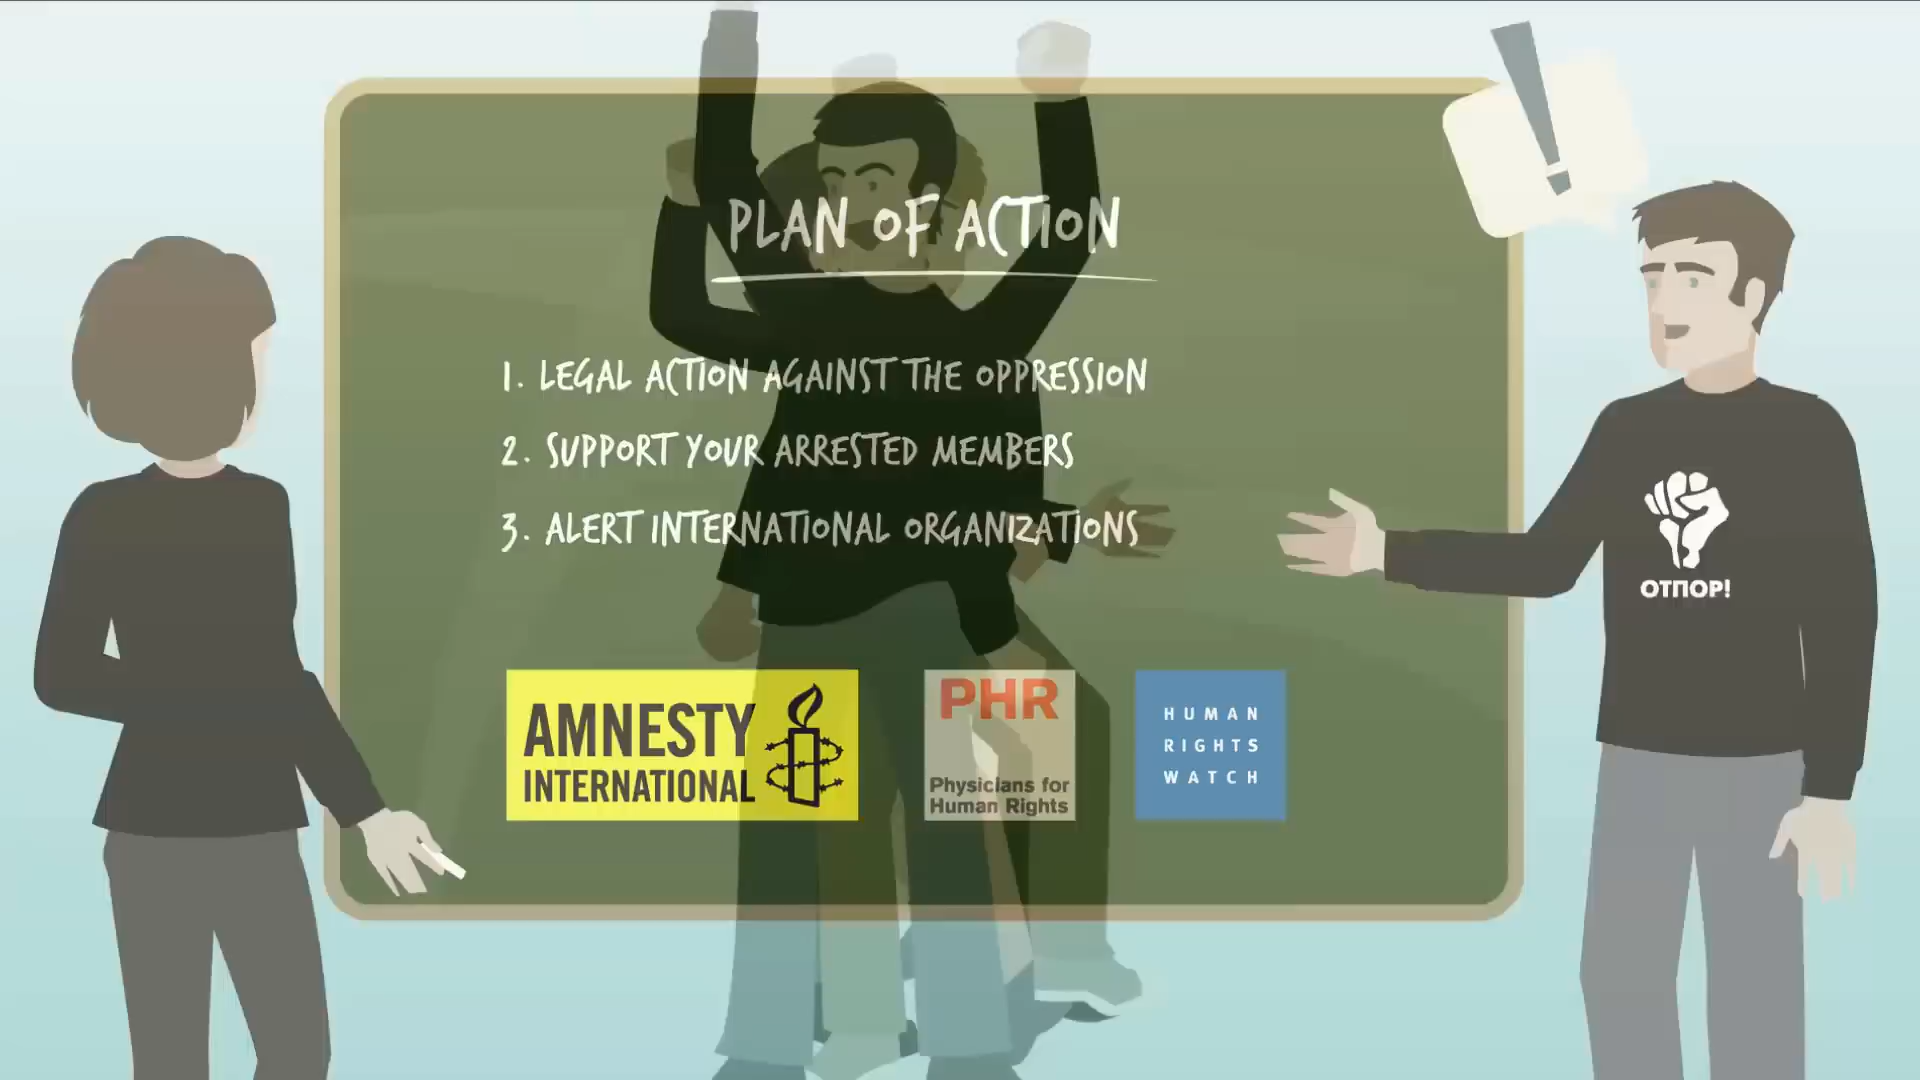 !
PLAN OF ACTION
1. LEGAL ACTION AGAINST THE OPPRESSION
2. SUPPORT YOUR ARRESTED MEMBERS
3. ALERT INTERNATIONAL ORGANIZATIONS
ОТПОР!
AMNESTY
INTERNATIONAL
PHR
Physicians for
Human Rights
HUMAN
RIGHTS
WATCH